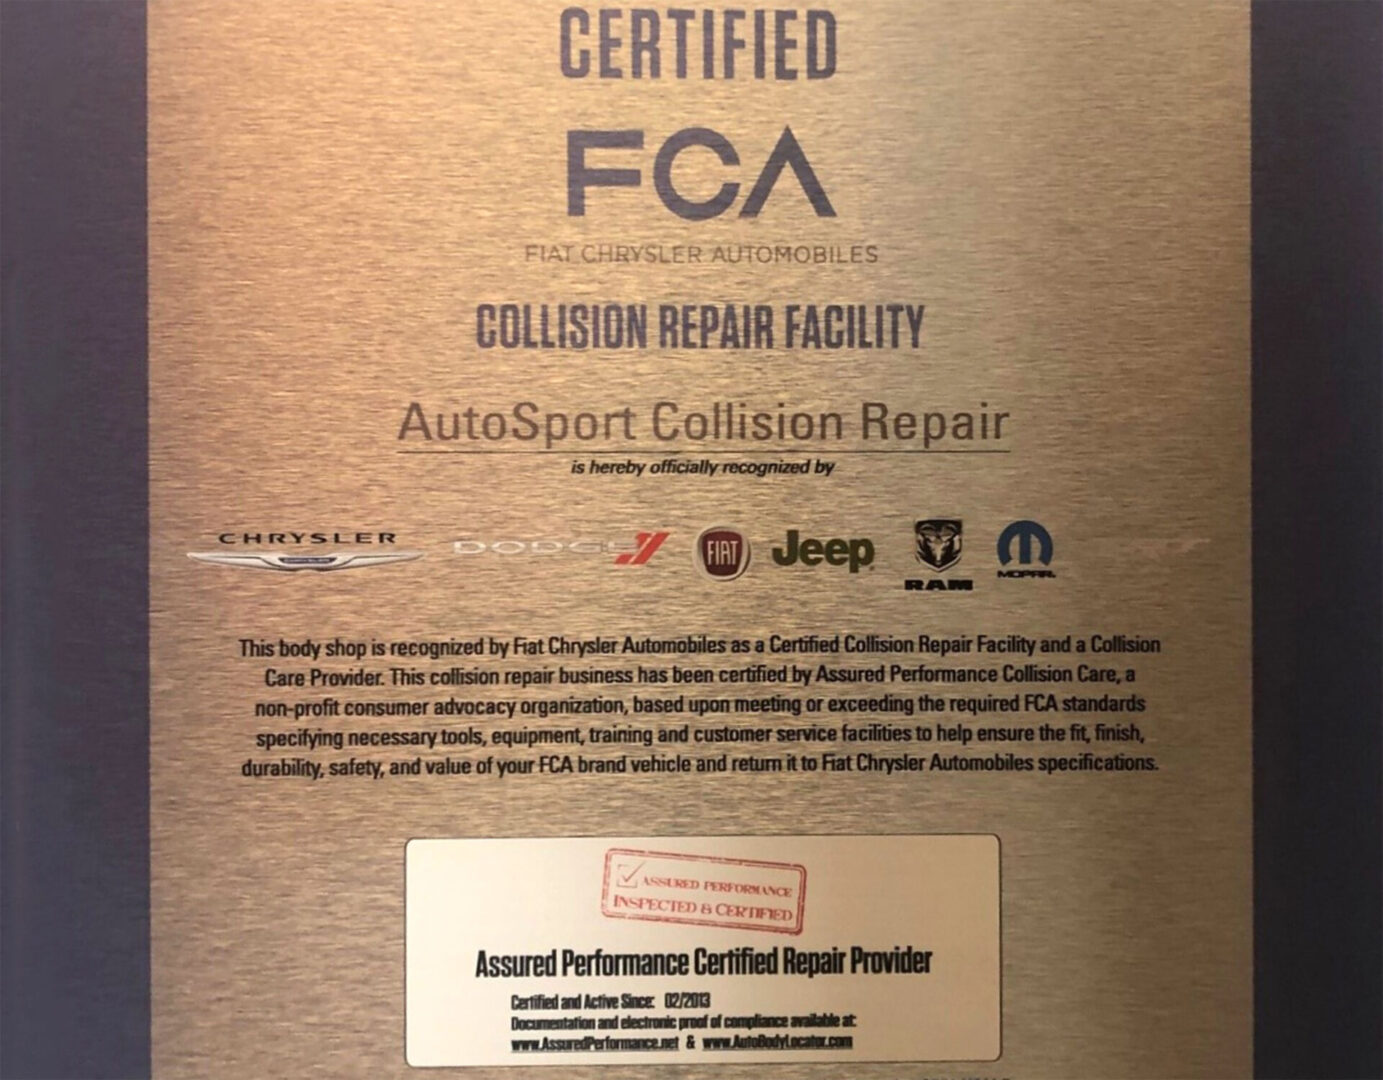 CERTIFIED
FCA
FIAT CHRYSLER AUTOMOBILES
COLLISION REPAIR FACILITY
AutoSport Collision Repair
is hereby officially recognized by
CHRYSLER DODGE FIAT Jeep RAM MOPAR
This body shop is recognized by Fiat Chrysler Automobiles as a Certified Collision Repair Facility and a Collision
Care Provider. This collision repair business has been certified by Assured Performance Collision Care, a
non-profit consumer advocacy organization, based upon meeting or exceeding the required FCA standards
specifying necessary tools, equipment, training and customer service facilities to help ensure the fit, finish,
durability, safety, and value of your FCA brand vehicle and return it to Fiat Chrysler Automobiles specifications.
ASSURED PERFORMANCE
INSPECTED & CERTIFIED
Assured Performance Certified Repair Provider
Certified and Active Since: 02/2013
Documentation and electronic proof of compliance available at:
www.AssuredPerformance.net & www.AutoBodyLocator.com